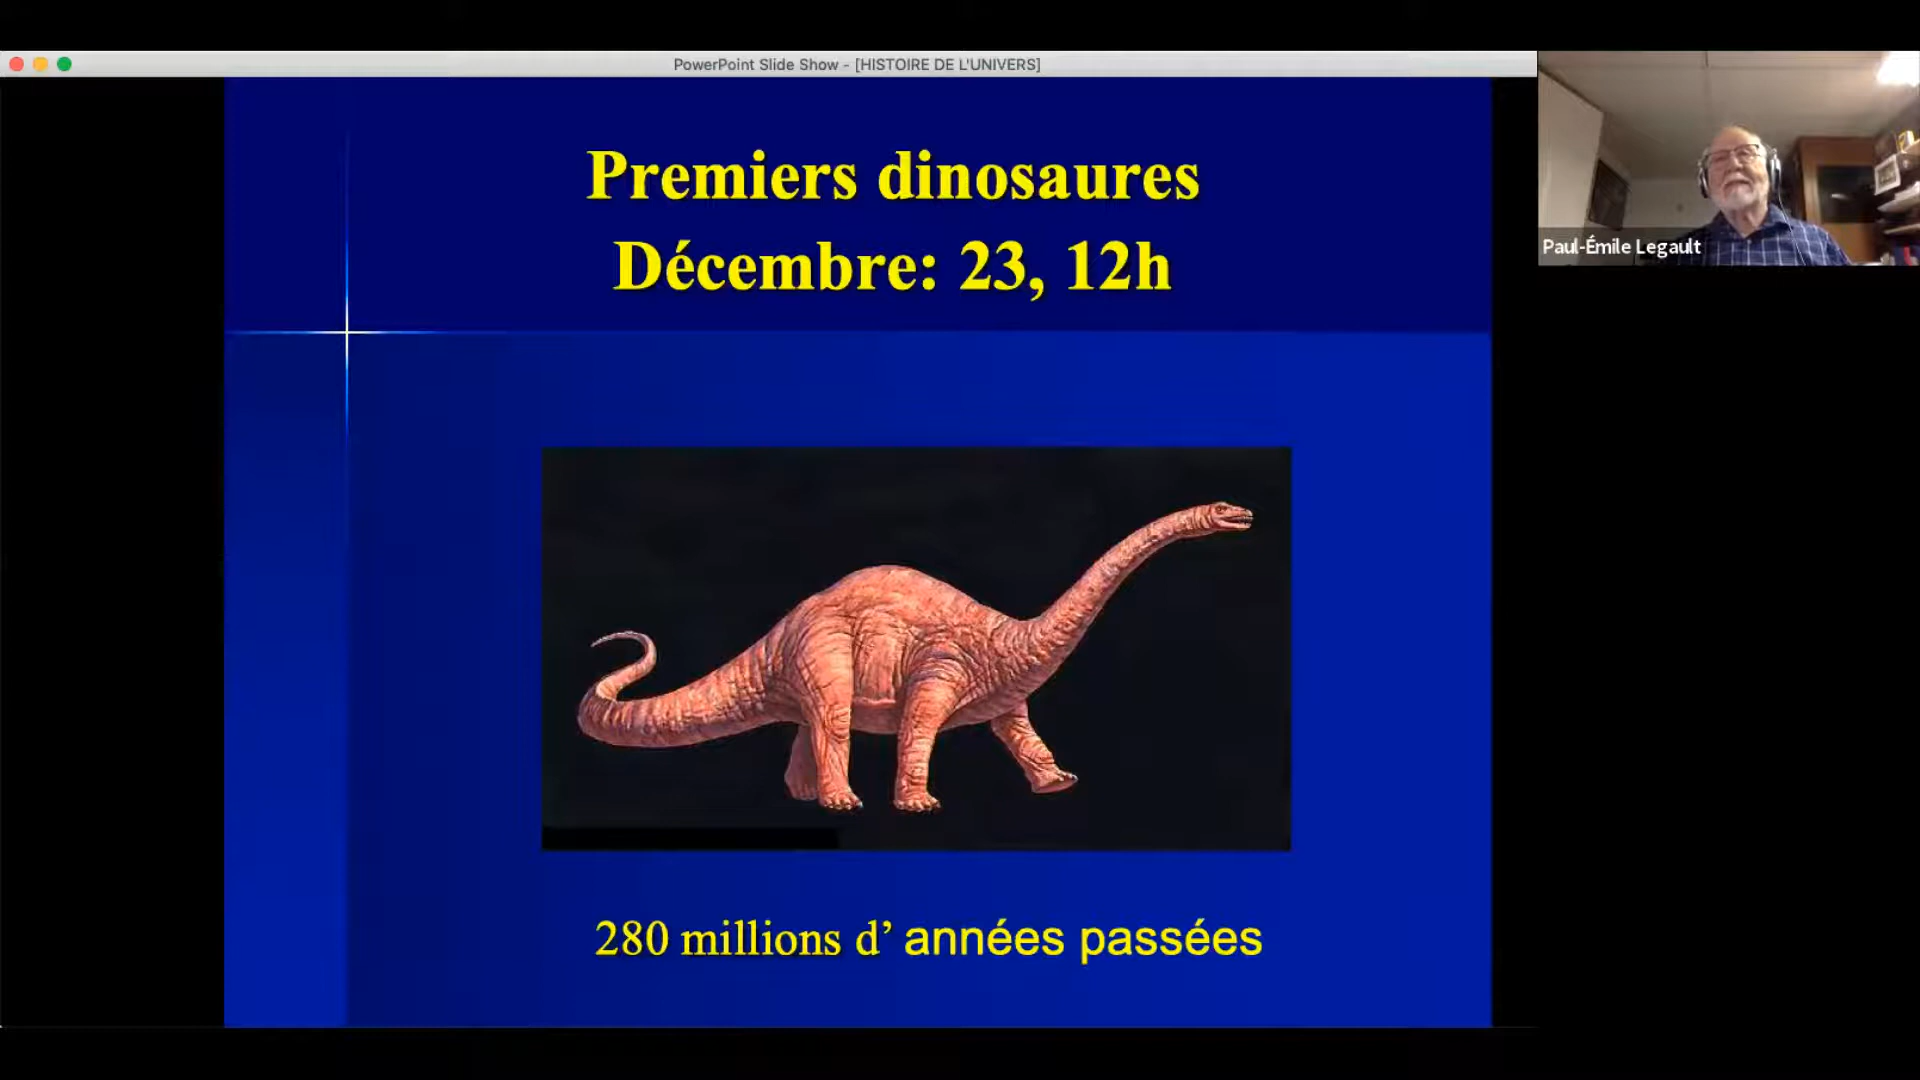 PowerPoint Slide Show - [HISTOIRE DE L'UNIVERS]
Premiers dinosaures
Décembre: 23, 12h
Paul-Émile Legault
280 millions d’ années passées